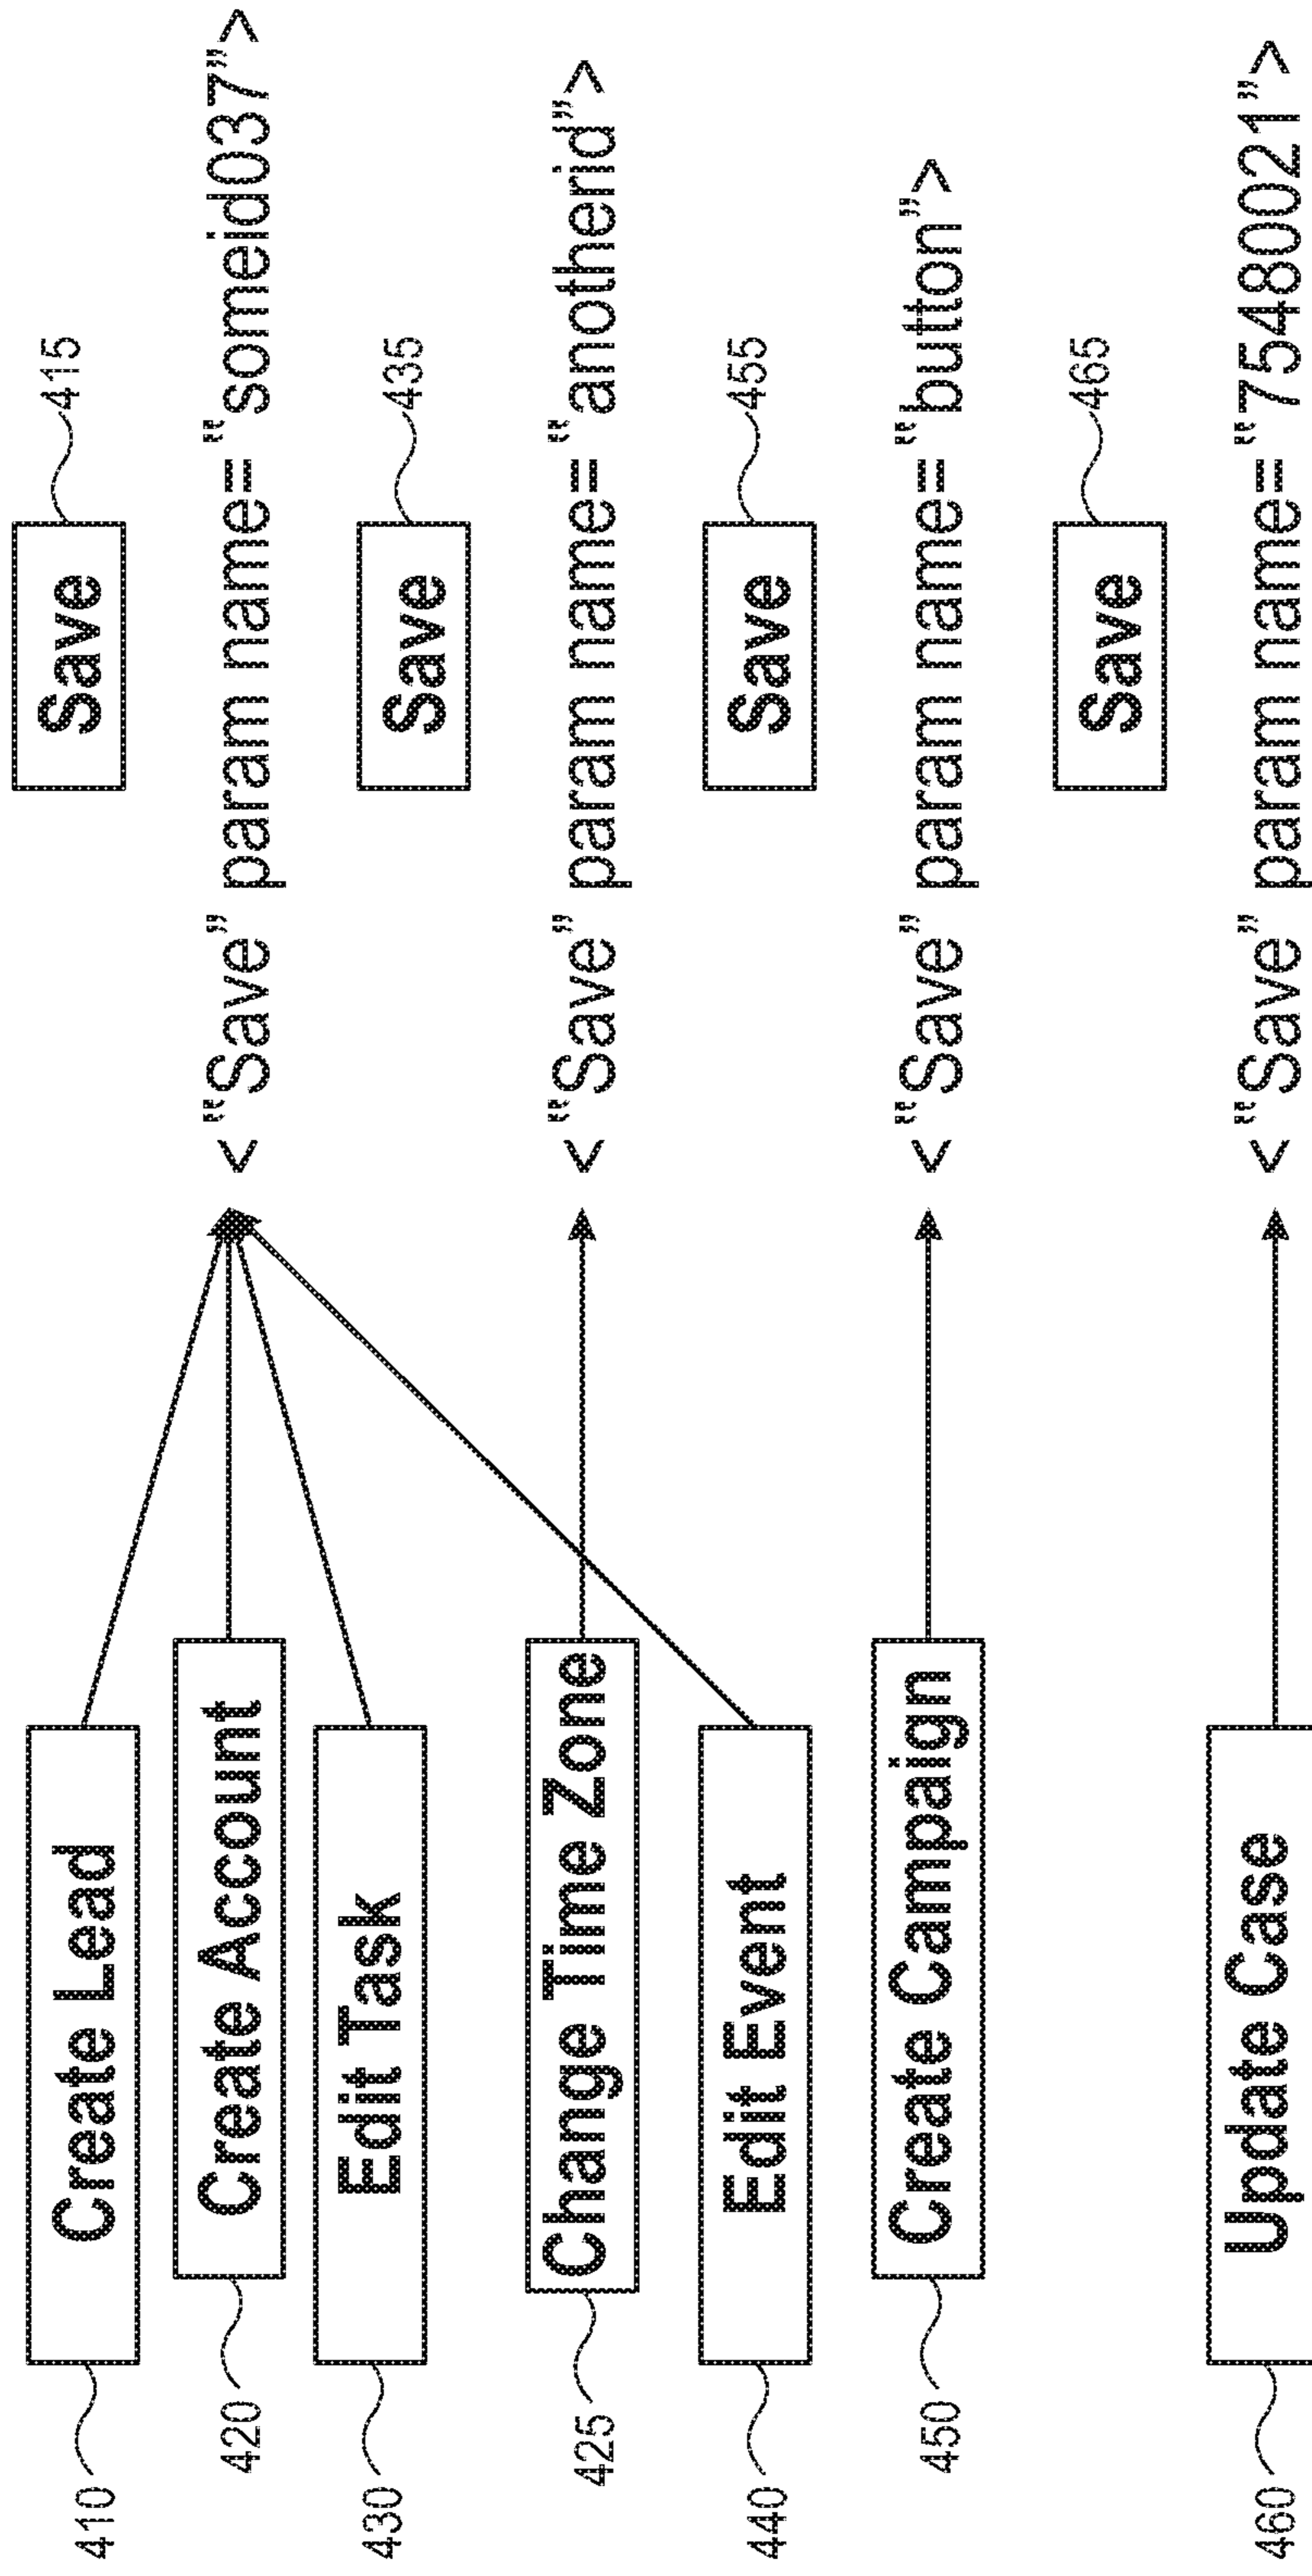 410
Create Lead
Save
415
420
Create Account
<"Save" param name="someid037">
430
Edit Task
Save
435
425
Change Time Zone
<"Save" param name="anotherid">
440
Edit Event
Save
455
450
Create Campaign
<"Save" param name="button">
Save
465
460
Update Case
<"Save" param name="75480021">